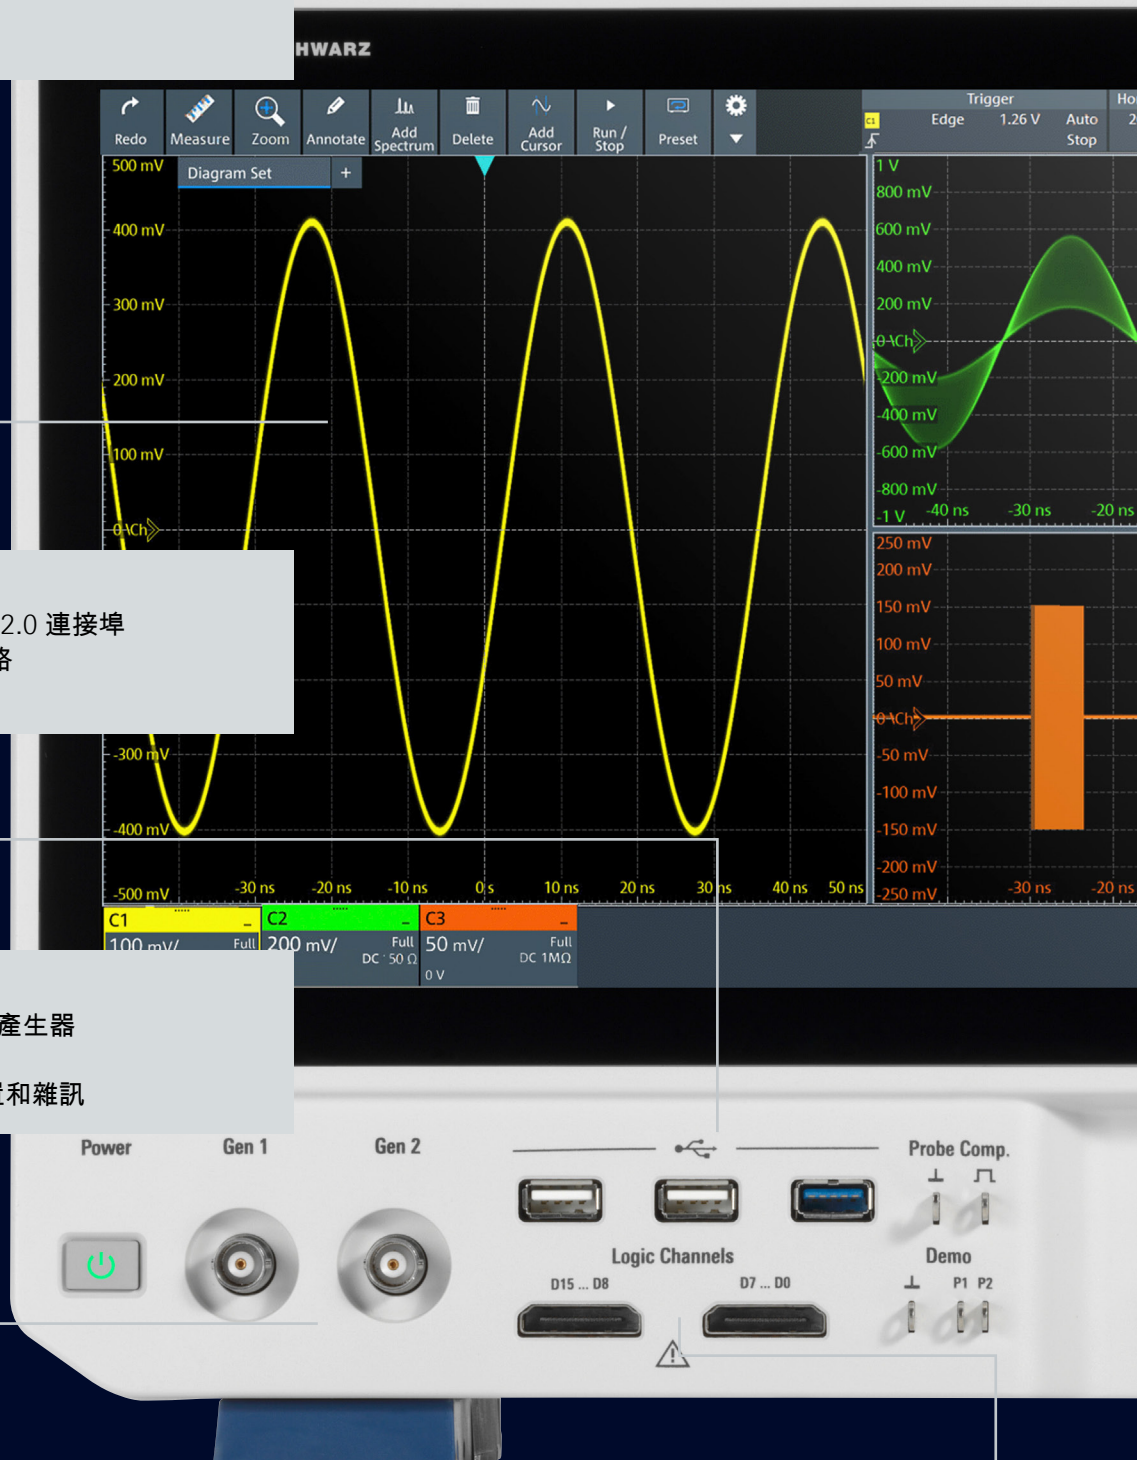 HWARZ
Redo
Measure
Zoom
Annotate
Add Spectrum
Delete
Add Cursor
Run / Stop
Preset
Trigger
C1
Edge 1.26 V Auto
Stop
Diagram Set +
500 mV
400 mV
300 mV
200 mV
100 mV
-300 mV
-400 mV
-500 mV
-30 ns -20 ns -10 ns 0 s 10 ns 20 ns 30 ns 40 ns 50 ns
1 V
800 mV
600 mV
400 mV
200 mV
-200 mV
-400 mV
-600 mV
-800 mV
-1 V
-40 ns -30 ns -20 ns
250 mV
200 mV
150 mV
100 mV
50 mV
-50 mV
-100 mV
-150 mV
-200 mV
-250 mV
-30 ns -20 ns
2.0 連接埠
C1
100 mV/ Full
C2
200 mV/ Full
DC 50 Ω
C3
50 mV/ Full
DC 1MΩ
0 V
產生器
和雜訊
Power
Gen 1
Gen 2
Probe Comp.
Logic Channels
D15 ... D8
D7 ... D0
Demo
P1 P2